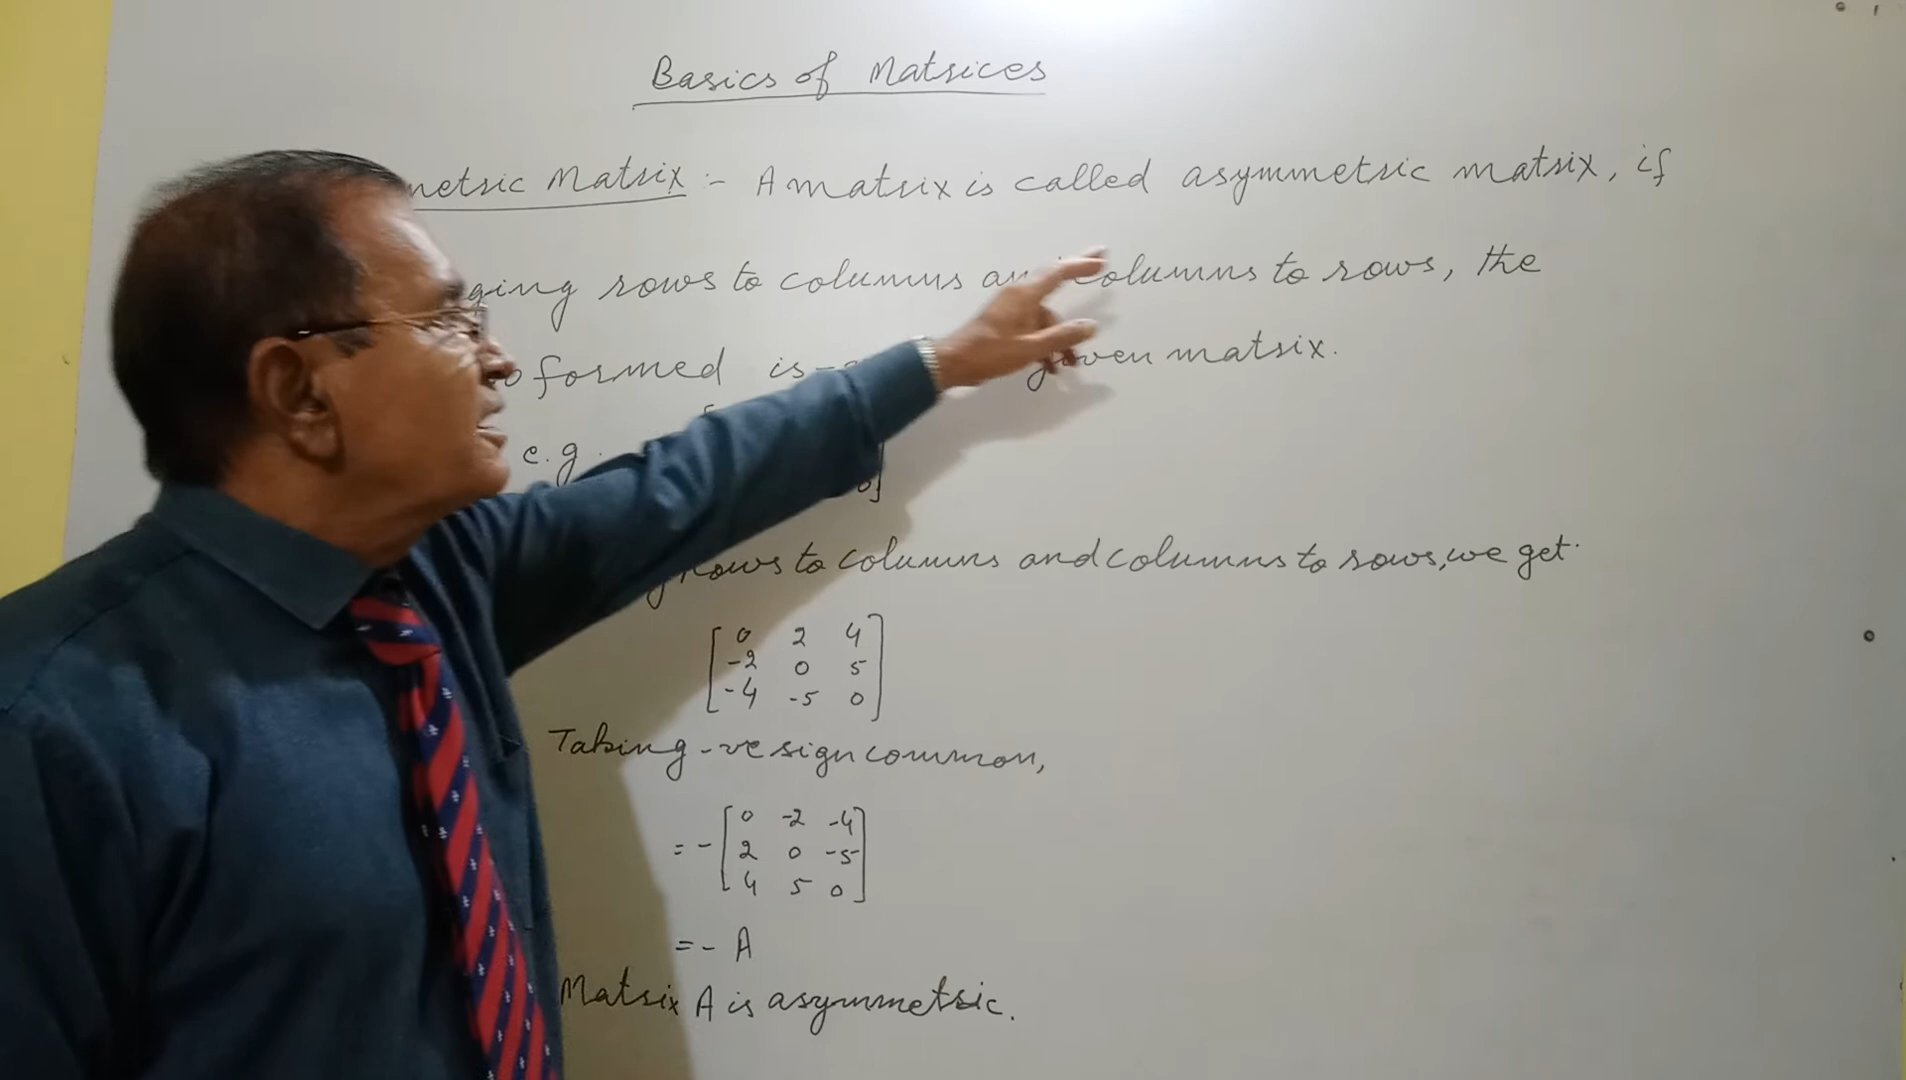 Basics of Matrices
metric Matrix :- A matrix is called asymmetric matrix, if
ging rows to columns columns to rows, the
so formed is given matrix.
e.g.
rows to columns and columns to rows, we get.
0 2 4
-2 0 5
-4 -5 0
Taking -ve sign common,
= - 0 -2 -4
2 0 -5
4 5 0
= - A
Matrix A is asymmetric.